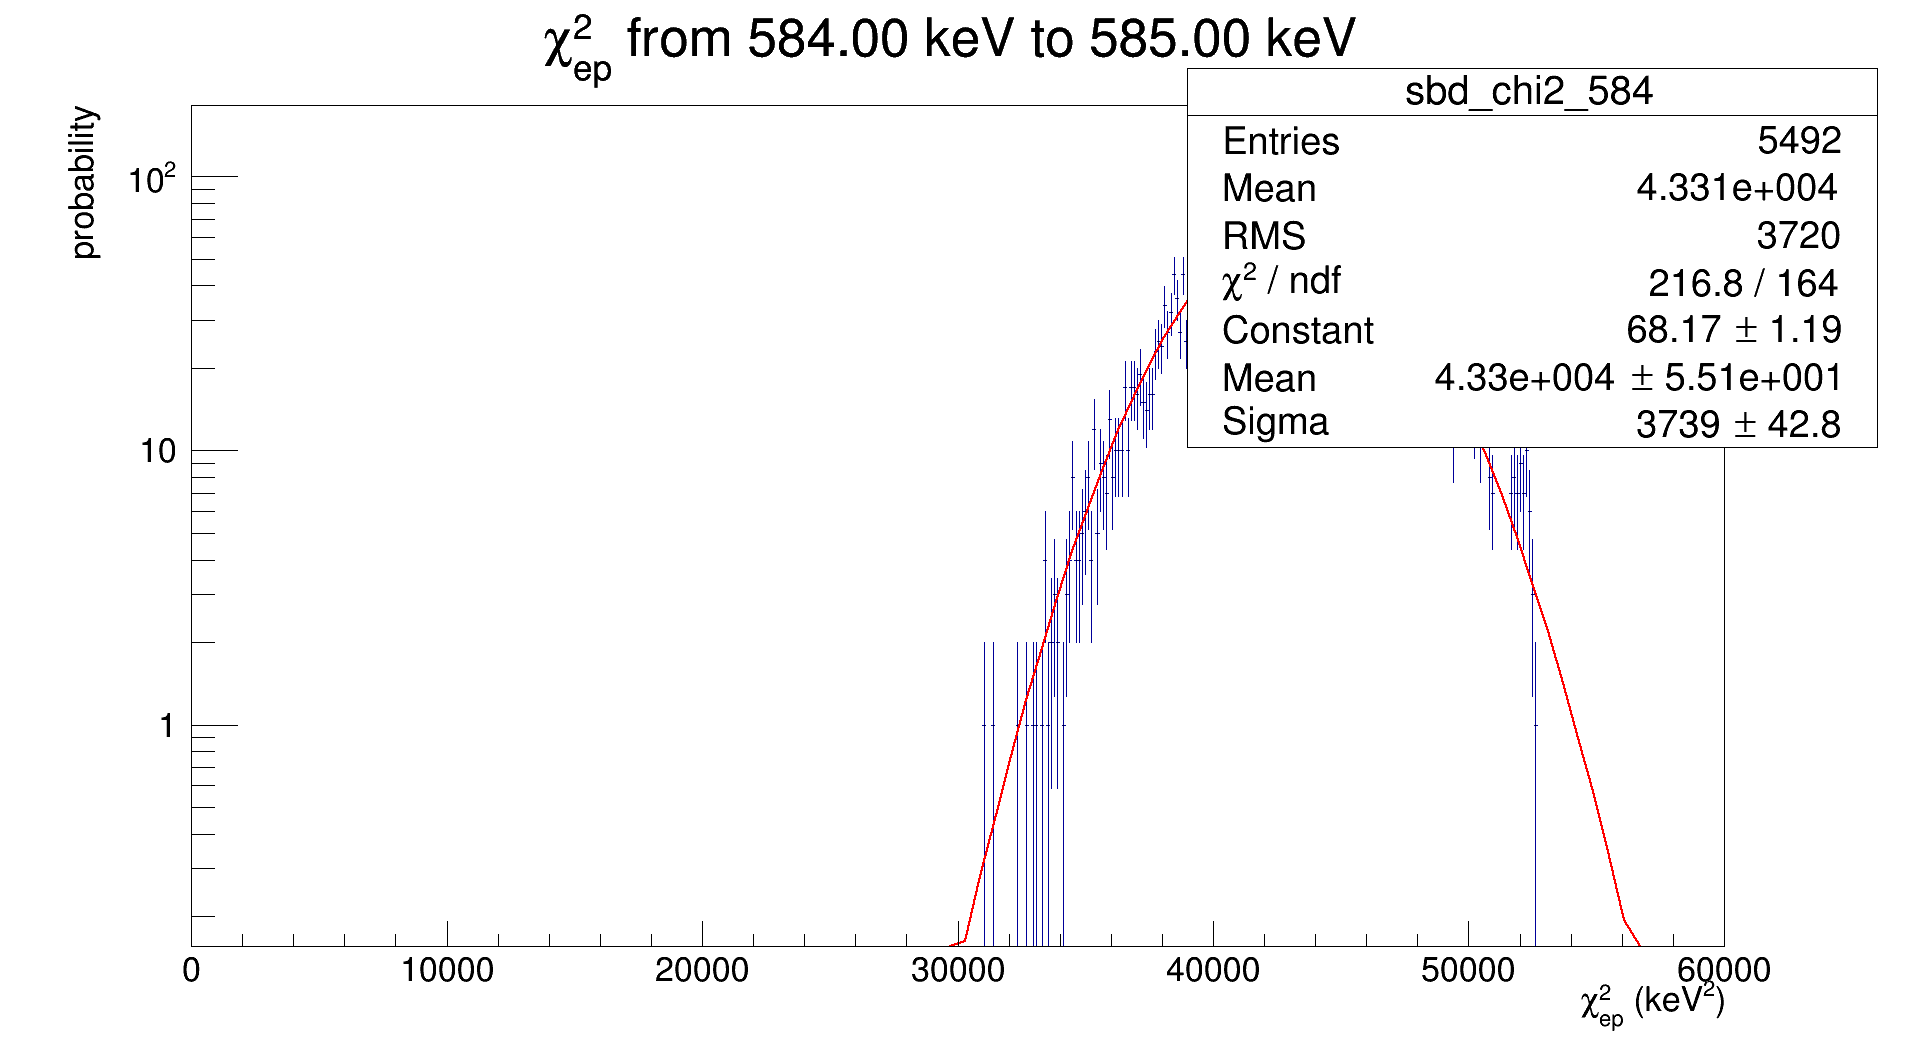 χ²ep from 584.00 keV to 585.00 keV
sbd_chi2_584
Entries 5492
Mean 4.331e+004
RMS 3720
χ² / ndf 216.8 / 164
Constant 68.17 ± 1.19
Mean 4.33e+004 ± 5.51e+001
Sigma 3739 ± 42.8
probability
10²
10
1
0 10000 20000 30000 40000 50000 60000
χ²ep (keV²)